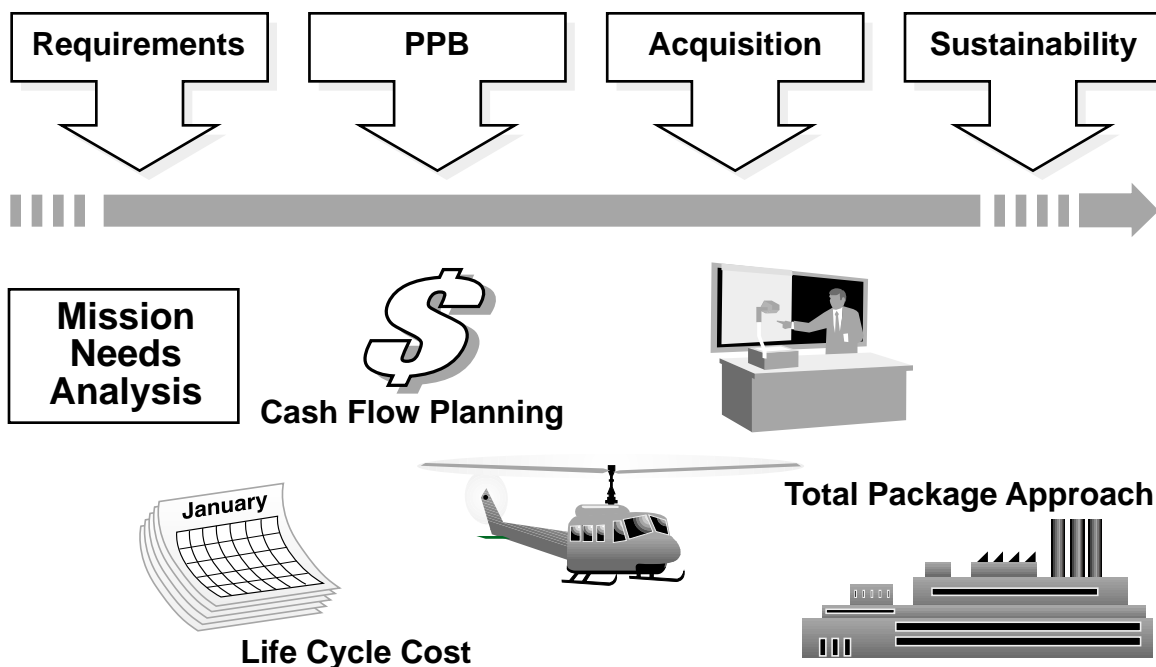 Requirements
PPB
Acquisition
Sustainability
Mission
Needs
Analysis
$
Cash Flow Planning
Total Package Approach
January
Life Cycle Cost